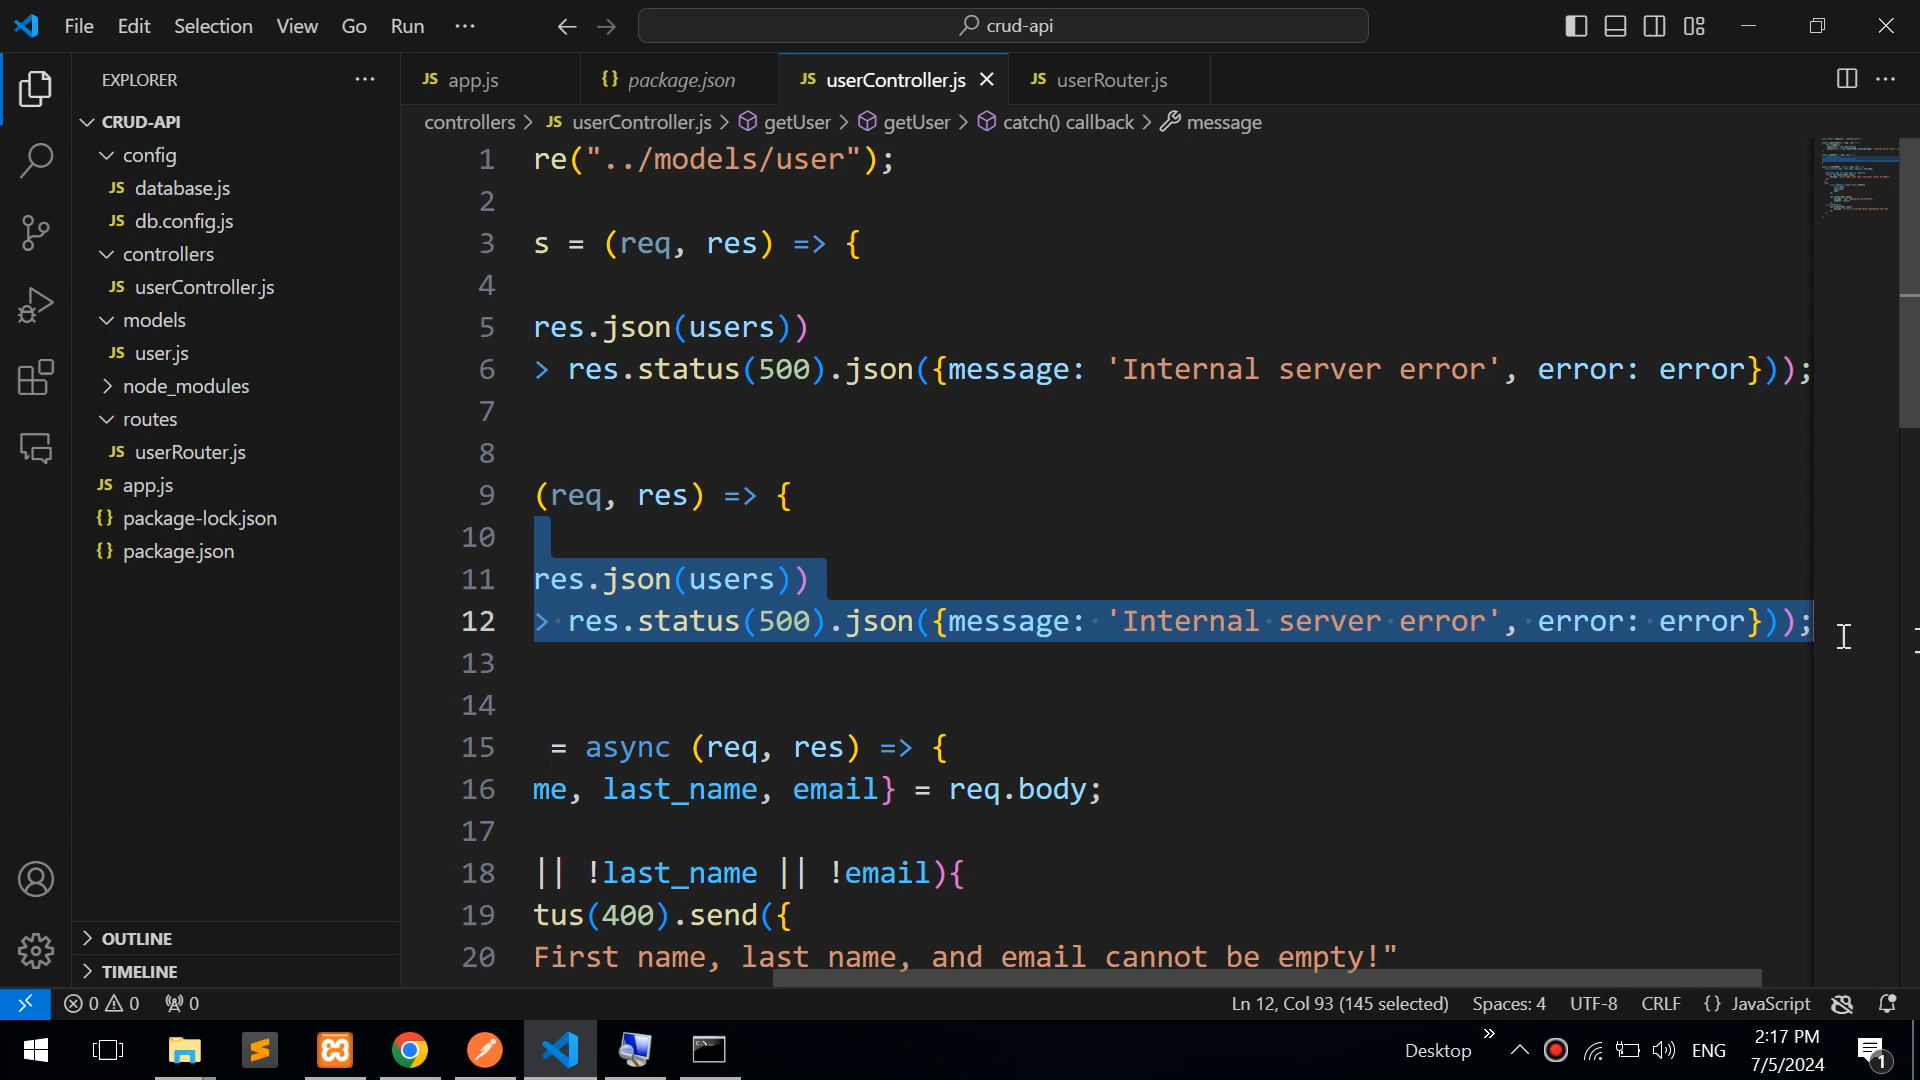 File Edit Selection View Go Run ··· crud-api
EXPLORER ···
CRUD-API
config
JS database.js
JS db.config.js
controllers
JS userController.js
models
JS user.js
node_modules
routes
JS userRouter.js
JS app.js
{} package-lock.json
{} package.json
OUTLINE
TIMELINE
JS app.js {} package.json JS userController.js JS userRouter.js
controllers > JS userController.js > getUser > getUser > catch() callback > message
1 re("../models/user");
2
3 s = (req, res) => {
4
5 res.json(users))
6 > res.status(500).json({message: 'Internal server error', error: error}));
7
8
9 (req, res) => {
10
11 res.json(users))
12 > res.status(500).json({message: 'Internal server error', error: error}));
13
14
15 = async (req, res) => {
16 me, last_name, email} = req.body;
17
18 || !last_name || !email){
19 tus(400).send({
20 First name, last name, and email cannot be empty!"
0 0 0 Ln 12, Col 93 (145 selected) Spaces: 4 UTF-8 CRLF {} JavaScript
Desktop ENG 2:17 PM
7/5/2024
1